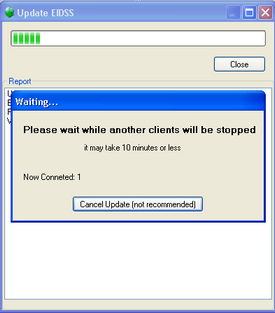 Update EIDSS
Close
Report
Waiting...
Please wait while another clients will be stopped
it may take 10 minutes or less
Now Conneted: 1
Cancel Update (not recommended)